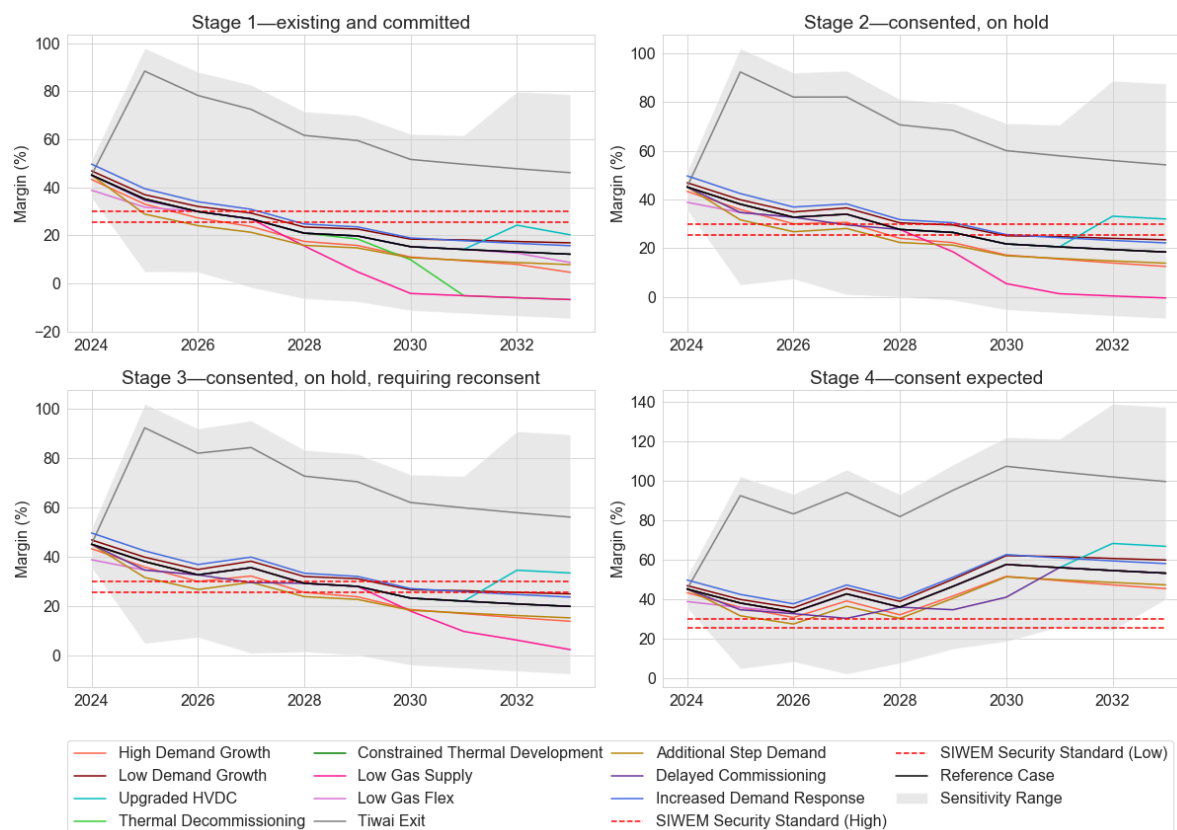 Stage 1—existing and committed
Margin (%)
100
80
60
40
20
0
−20
2024
2026
2028
2030
2032
Stage 2—consented, on hold
Margin (%)
100
80
60
40
20
0
2024
2026
2028
2030
2032
Stage 3—consented, on hold, requiring reconsent
Margin (%)
100
80
60
40
20
0
2024
2026
2028
2030
2032
Stage 4—consent expected
Margin (%)
140
120
100
80
60
40
20
0
2024
2026
2028
2030
2032
High Demand Growth
Low Demand Growth
Upgraded HVDC
Thermal Decommissioning
Constrained Thermal Development
Low Gas Supply
Low Gas Flex
Tiwai Exit
Additional Step Demand
Delayed Commissioning
Increased Demand Response
SIWEM Security Standard (High)
SIWEM Security Standard (Low)
Reference Case
Sensitivity Range